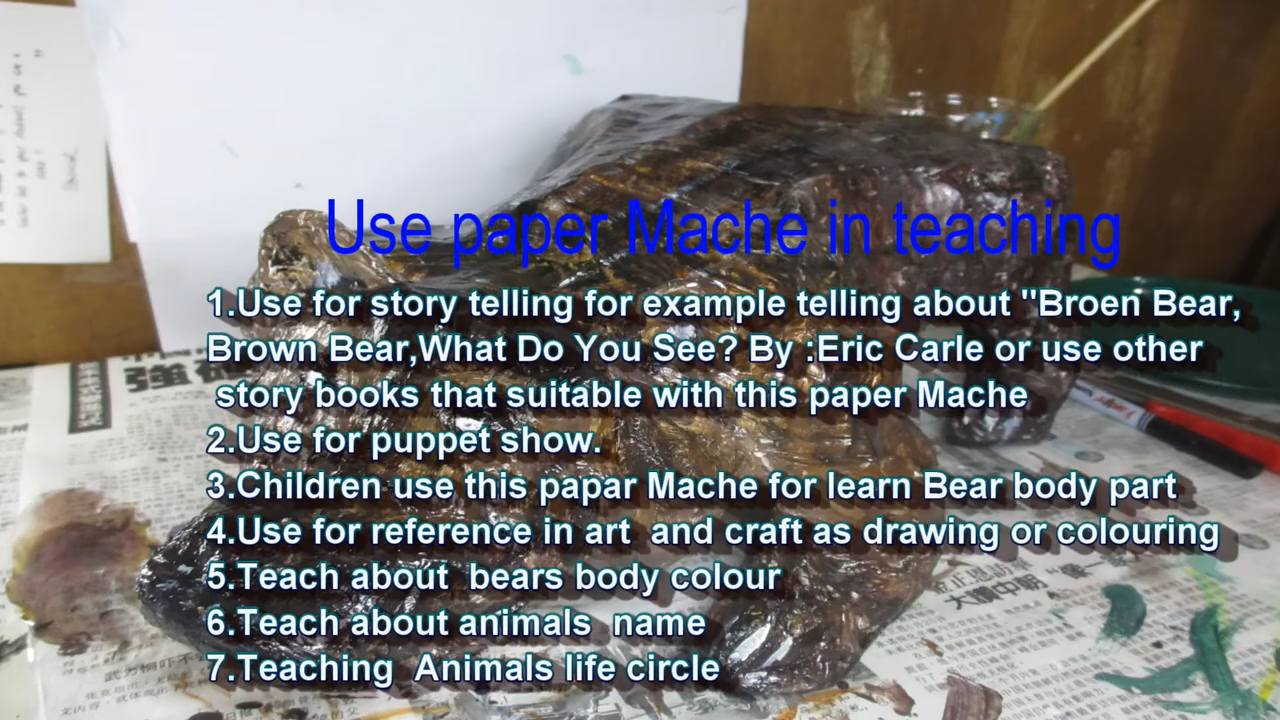 Use paper Mache in teaching
1.Use for story telling for example telling about "Broen Bear,
Brown Bear,What Do You See? By :Eric Carle or use other
story books that suitable with this paper Mache
2.Use for puppet show.
3.Children use this papar Mache for learn Bear body part
4.Use for reference in art and craft as drawing or colouring
5.Teach about bears body colour
6.Teach about animals name
7.Teaching Animals life circle